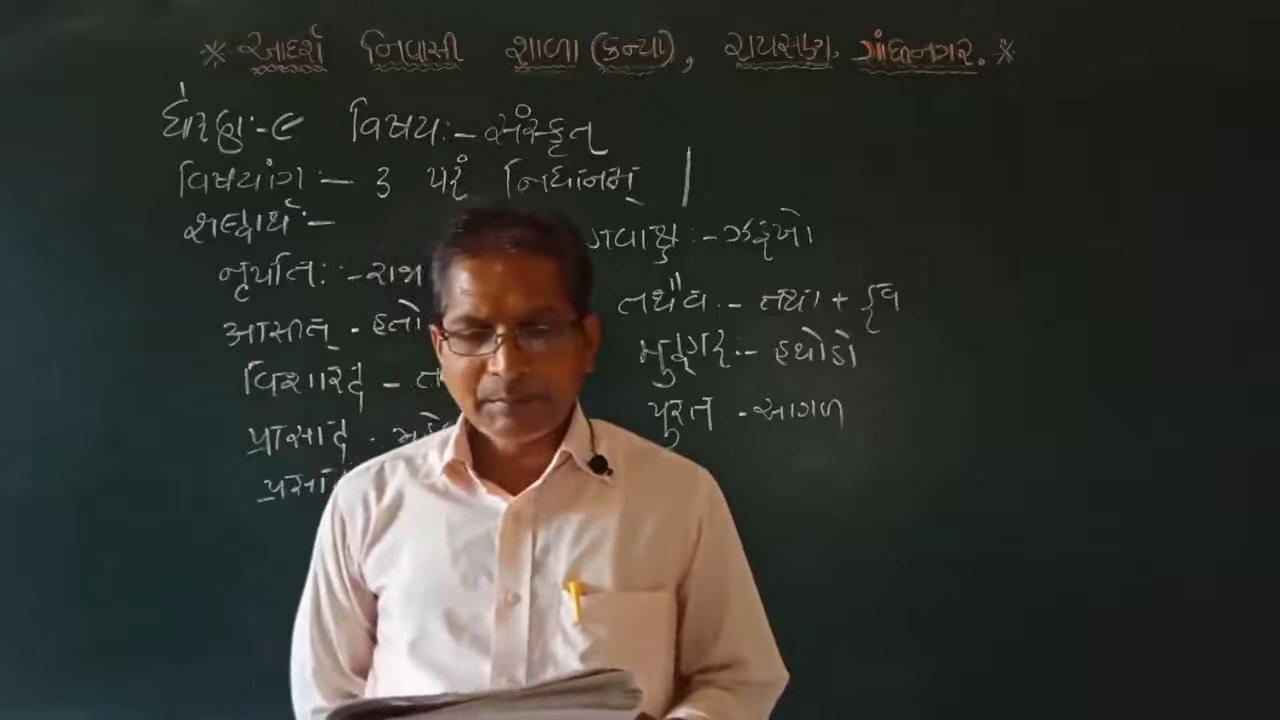 * આદર્શ નિવાસી શાળા (કન્યા), રાયસણ. ગાંધીનગર. *
ધોરણ:- ૯ વિષય:- સંસ્કૃત
વિષયાંગ:- ૩ પરં નિધાનમ્ |
શબ્દાર્થ:-
નૃપતિ:- રાજા
આસીત્ - હતો
વિશારદ -
પ્રાસાદ -
ગવાક્ષ:- ઝરૂખો
તથૈવ:- તથા +
મુદ્ગર:- હથોડો
પુરત - આગળ